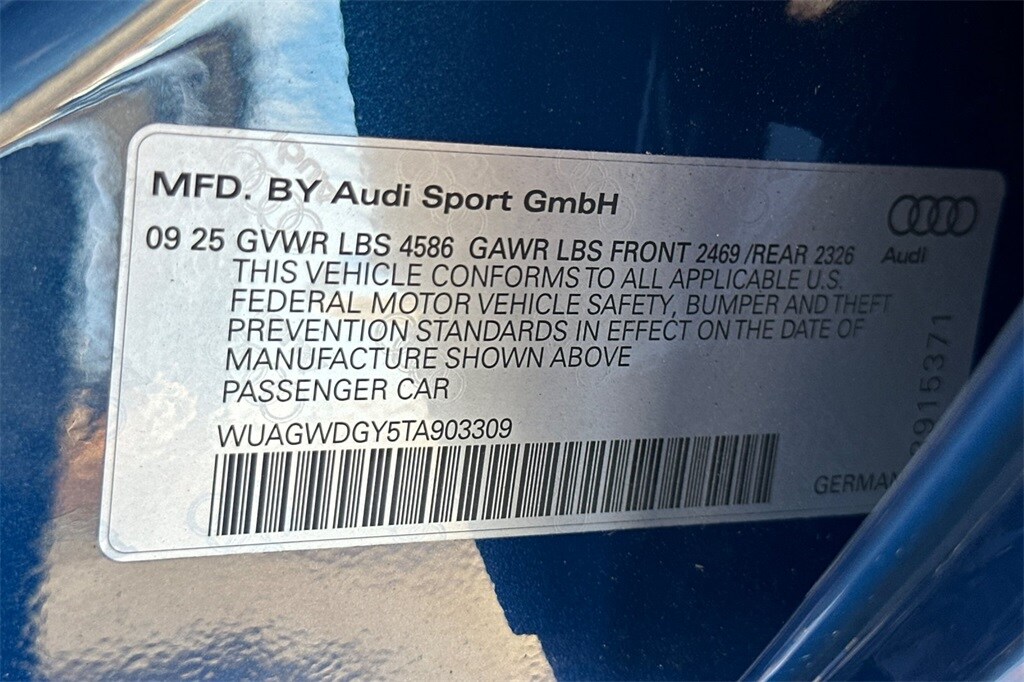 MFD. BY Audi Sport GmbH
09 25 GVWR LBS 4586 GAWR LBS FRONT 2469 /REAR 2326
Audi
THIS VEHICLE CONFORMS TO ALL APPLICABLE U.S.
FEDERAL MOTOR VEHICLE SAFETY, BUMPER AND THEFT
PREVENTION STANDARDS IN EFFECT ON THE DATE OF
MANUFACTURE SHOWN ABOVE
PASSENGER CAR
WUAGWDGY5TA903309